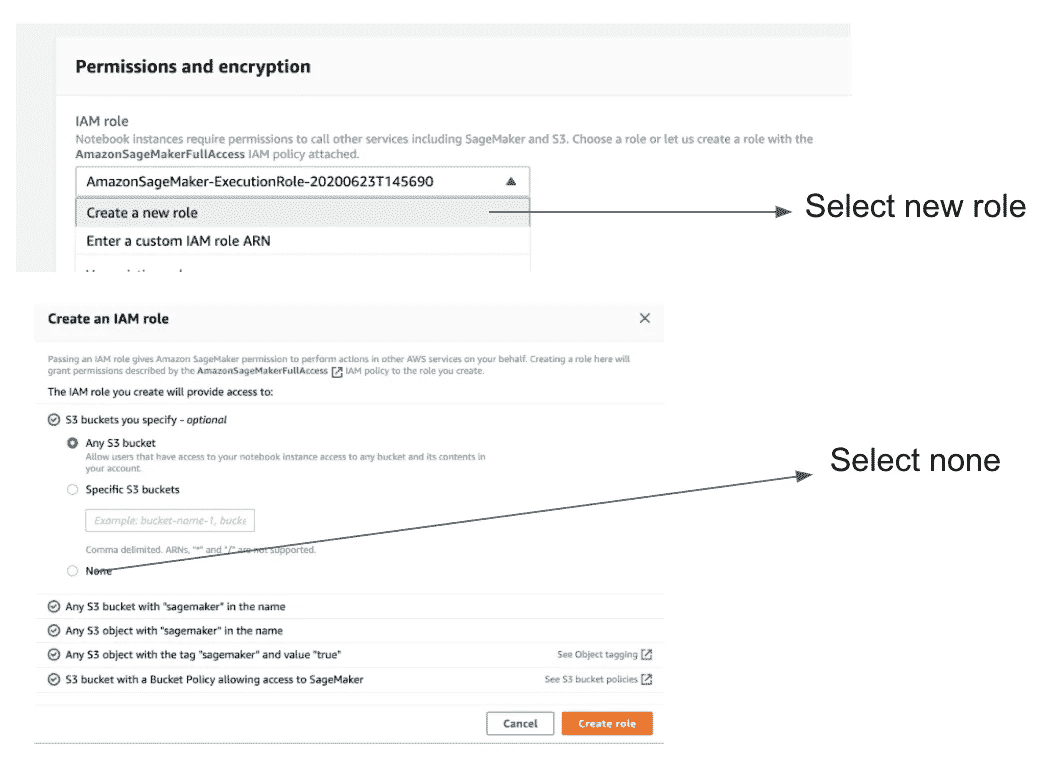 Permissions and encryption
IAM role
Notebook instances require permissions to call other services including SageMaker and S3. Choose a role or let us create a role with the
AmazonSageMakerFullAccess IAM policy attached.
AmazonSageMaker-ExecutionRole-20200623T145690
Create a new role
Select new role
Enter a custom IAM role ARN
Create an IAM role
Passing an IAM role gives Amazon SageMaker permission to perform actions in other AWS services on your behalf. Creating a role here will
grant permissions described by the AmazonSageMakerFullAccess IAM policy to the role you create.
The IAM role you create will provide access to:
S3 buckets you specify - optional
Any S3 bucket
Allow users that have access to your notebook instance access to any bucket and its contents in
your account.
Select none
Specific S3 buckets
Example: bucket-name-1, bucke
Comma delimited. ARNs, "*" and "/" are not supported.
None
Any S3 bucket with "sagemaker" in the name
Any S3 object with "sagemaker" in the name
Any S3 object with the tag "sagemaker" and value "true"
See Object tagging
S3 bucket with a Bucket Policy allowing access to SageMaker
See S3 bucket policies
Cancel
Create role